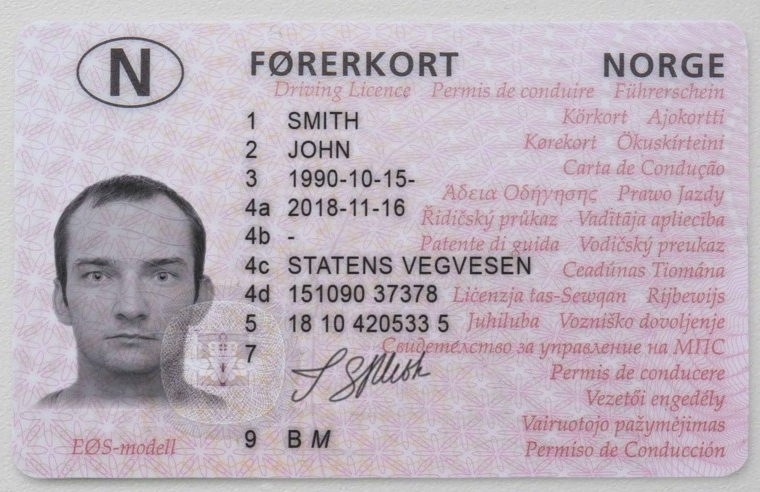 N FØRERKORT NORGE
Driving Licence Permis de conduire Führerschein
1 SMITH Körkort Ajokortti
2 JOHN Kørekort Ökuskírteini
3 1990-10-15- Carta de Condução
4a 2018-11-16 Άδεια Οδήγησης Prawo Jazdy
4b - Řidičský průkaz Vadītāja apliecība
Patente di guida Vodičský preukaz
4c STATENS VEGVESEN Ceadúnas Tiomána
4d 151090 37378 Liċenzja tas-Sewqan Rijbewijs
5 18 10 420533 5 Juhiluba Vozniško dovoljenje
7 Свидетелство за управление на МПС
J Smith Permis de conducere
Vezetői engedély
Vairuotojo pažymėjimas
9 B M Permiso de Conducción
EØS-modell